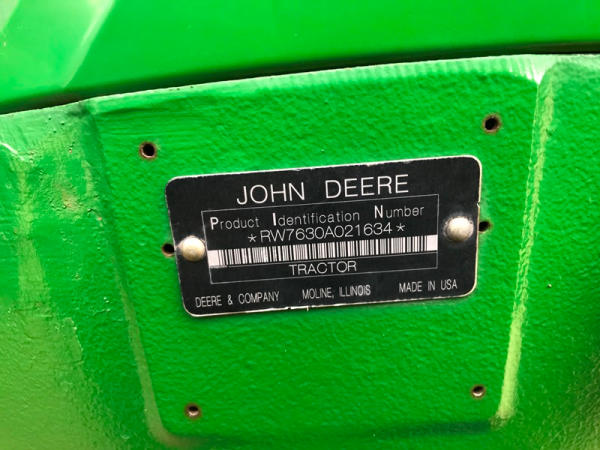 JOHN DEERE
Product Identification Number
*RW7630A021634*
TRACTOR
DEERE & COMPANY MOLINE, ILLINOIS MADE IN USA